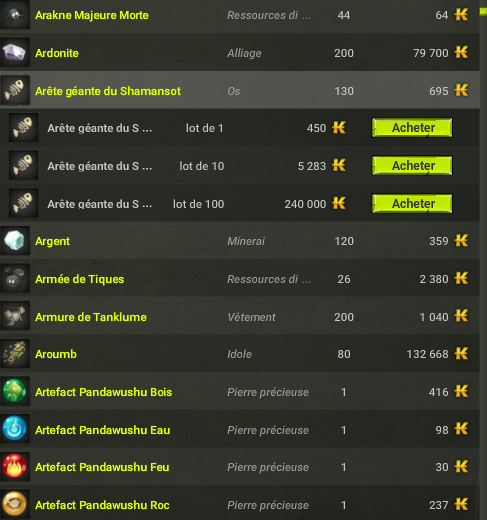 Arakne Majeure Morte Ressources di ... 44 64
Ardonite Alliage 200 79 700
Arête géante du Shamansot Os 130 695
Arête géante du S ... lot de 1 450 Acheter
Arête géante du S ... lot de 10 5 283 Acheter
Arête géante du S ... lot de 100 240 000 Acheter
Argent Minerai 120 359
Armée de Tiques Ressources di ... 26 2 380
Armure de Tanklume Vêtement 200 1 040
Aroumb Idole 80 132 668
Artefact Pandawushu Bois Pierre précieuse 1 416
Artefact Pandawushu Eau Pierre précieuse 1 98
Artefact Pandawushu Feu Pierre précieuse 1 30
Artefact Pandawushu Roc Pierre précieuse 1 237